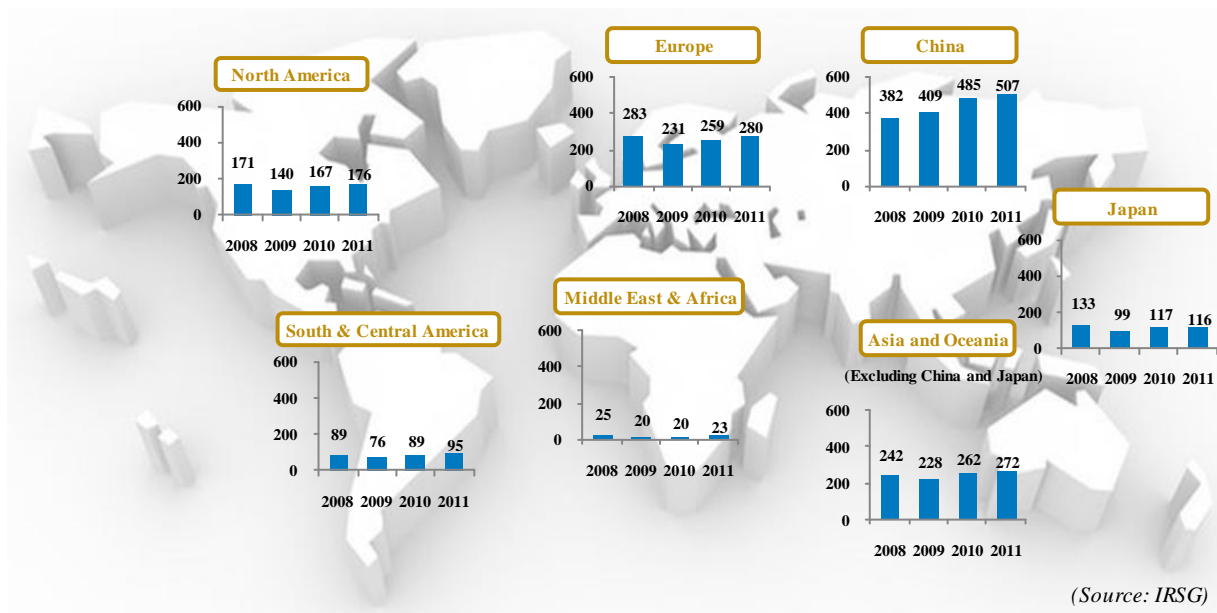 North America
600
400
200
0
171 140 167 176
2008 2009 2010 2011
Europe
600
400
200
0
283 231 259 280
2008 2009 2010 2011
China
600
400
200
0
382 409 485 507
2008 2009 2010 2011
Japan
600
400
200
0
133 99 117 116
2008 2009 2010 2011
South & Central America
600
400
200
0
89 76 89 95
2008 2009 2010 2011
Middle East & Africa
600
400
200
0
25 20 20 23
2008 2009 2010 2011
Asia and Oceania
(Excluding China and Japan)
600
400
200
0
242 228 262 272
2008 2009 2010 2011
(Source: IRSG)